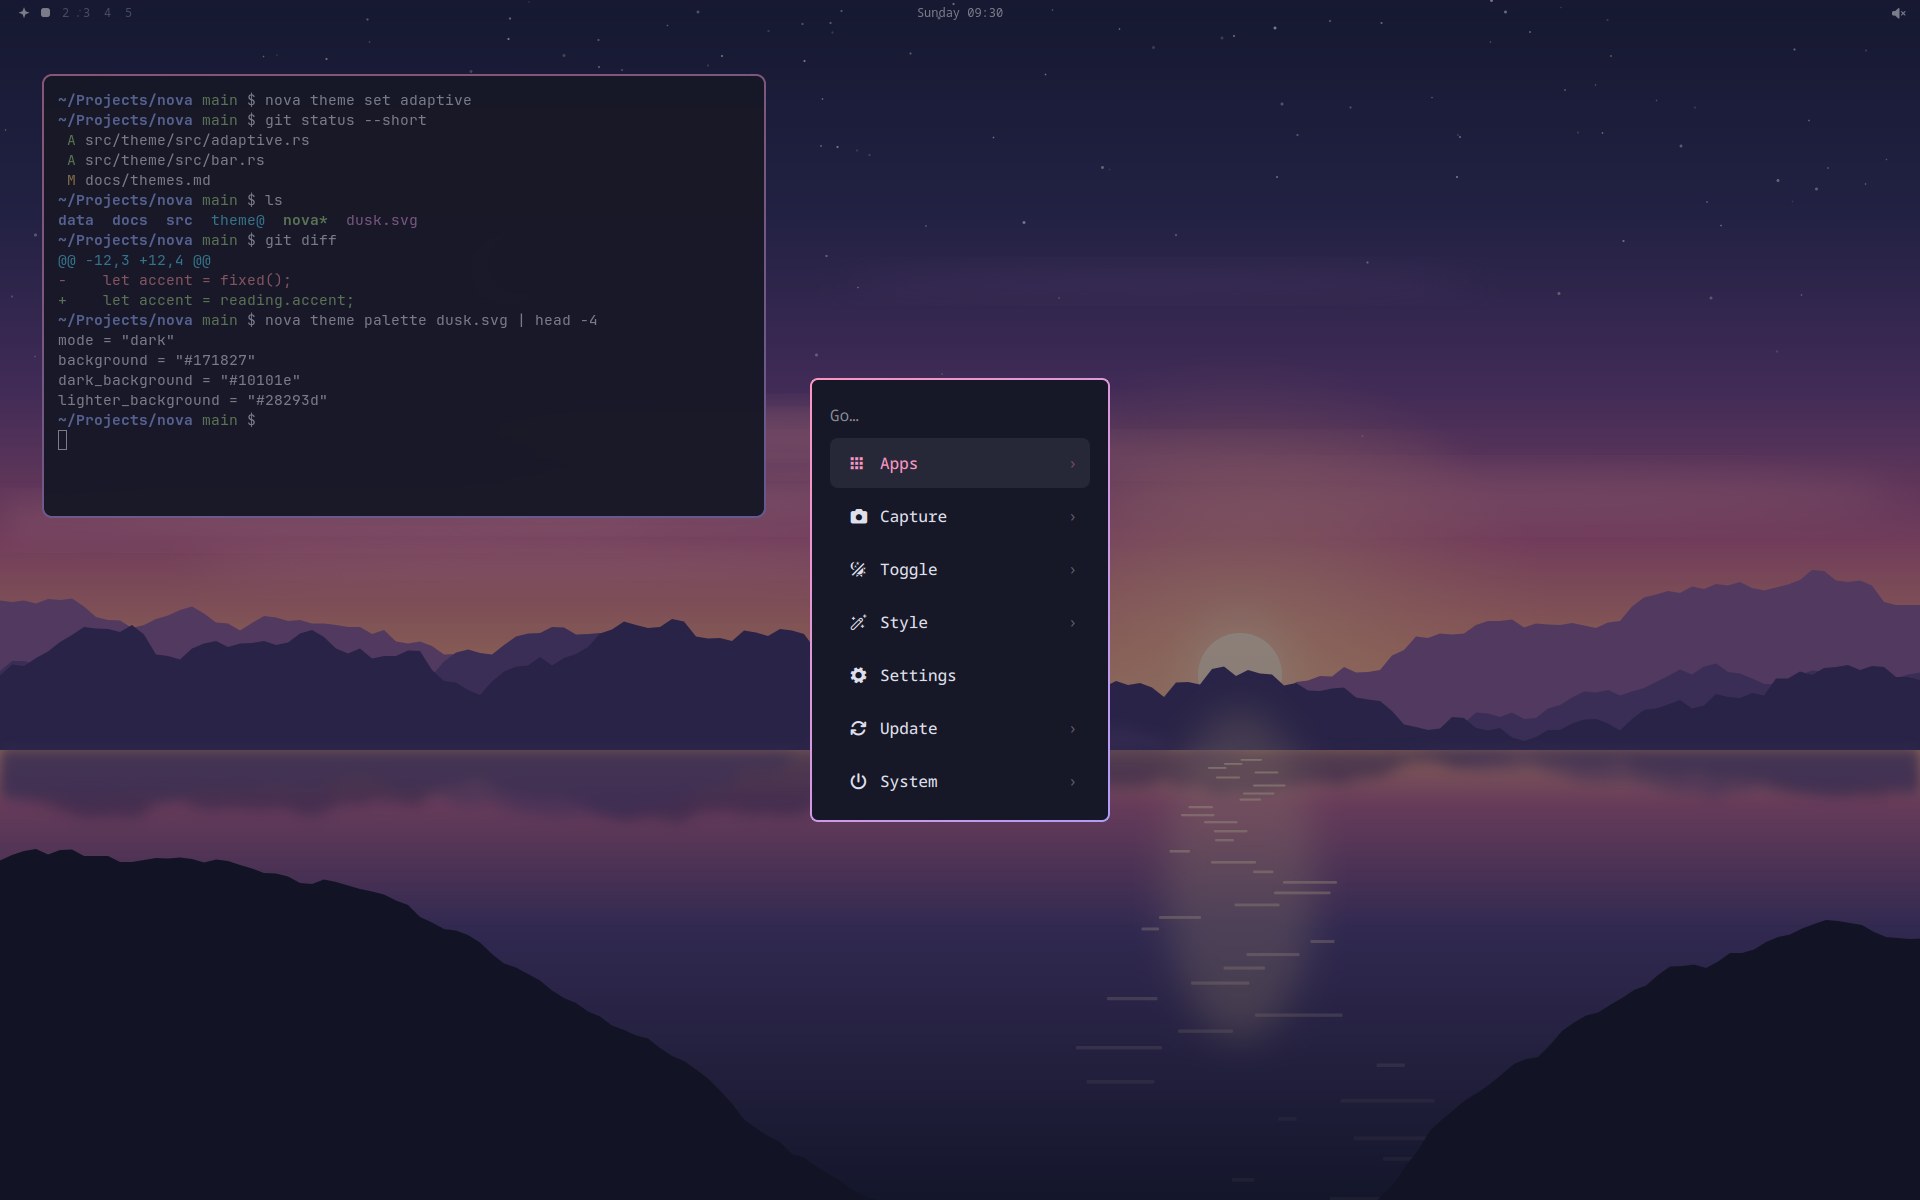 2 3 4 5
Sunday 09:30
~/Projects/nova main $ nova theme set adaptive
~/Projects/nova main $ git status --short
A src/theme/src/adaptive.rs
A src/theme/src/bar.rs
M docs/themes.md
~/Projects/nova main $ ls
data  docs  src  theme@  nova*  dusk.svg
~/Projects/nova main $ git diff
@@ -12,3 +12,4 @@
-    let accent = fixed();
+    let accent = reading.accent;
~/Projects/nova main $ nova theme palette dusk.svg | head -4
mode = "dark"
background = "#171827"
dark_background = "#10101e"
lighter_background = "#28293d"
~/Projects/nova main $
Go…
Apps ›
Capture ›
Toggle ›
Style ›
Settings
Update ›
System ›